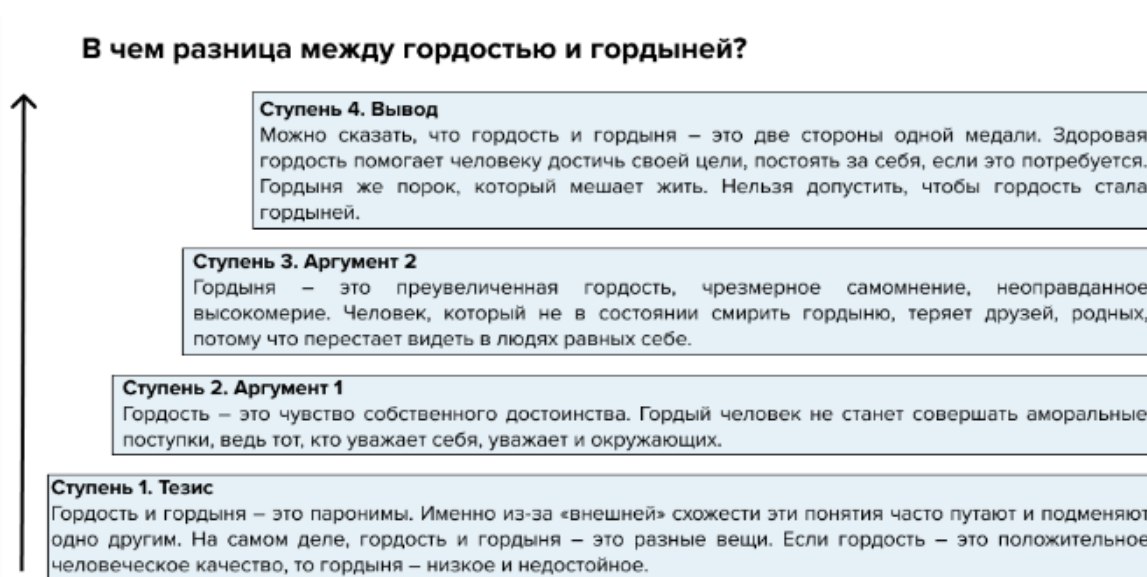 В чем разница между гордостью и гордыней?
Ступень 4. Вывод
Можно сказать, что гордость и гордыня – это две стороны одной медали. Здоровая
гордость помогает человеку достичь своей цели, постоять за себя, если это потребуется.
Гордыня же порок, который мешает жить. Нельзя допустить, чтобы гордость стала
гордыней.
Ступень 3. Аргумент 2
Гордыня – это преувеличенная гордость, чрезмерное самомнение, неоправданное
высокомерие. Человек, который не в состоянии смирить гордыню, теряет друзей, родных,
потому что перестает видеть в людях равных себе.
Ступень 2. Аргумент 1
Гордость – это чувство собственного достоинства. Гордый человек не станет совершать аморальные
поступки, ведь тот, кто уважает себя, уважает и окружающих.
Ступень 1. Тезис
Гордость и гордыня – это паронимы. Именно из-за «внешней» схожести эти понятия часто путают и подменяют
одно другим. На самом деле, гордость и гордыня – это разные вещи. Если гордость – это положительное
человеческое качество, то гордыня – низкое и недостойное.